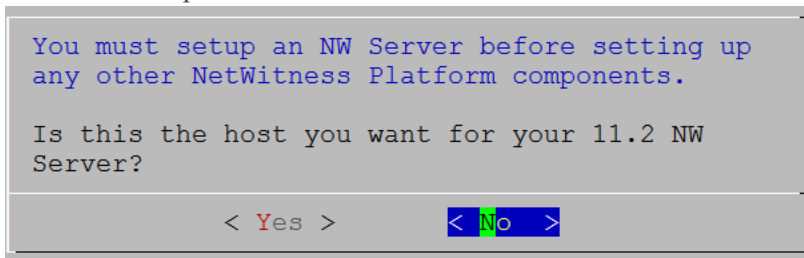 You must setup an NW Server before setting up
any other NetWitness Platform components.
Is this the host you want for your 11.2 NW
Server?
< Yes > < No >